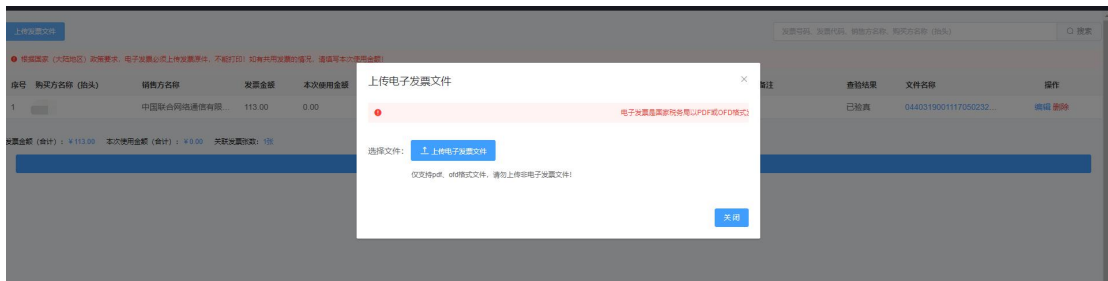 上传发票文件
发票号码、发票代码、销售方名称、购买方名称（抬头） 搜索
根据国家（大陆地区）政策要求，电子发票必须上传发票原件，不能打印！如有共用发票的情况，请填写本次使用金额！
序号 购买方名称（抬头） 销售方名称 发票金额 本次使用金额 备注 查验结果 文件名称 操作
1 中国联合网络通信有限... 113.00 0.00 已验真 0440319001117050232... 编辑 删除
发票金额（合计）：￥113.00 本次使用金额（合计）：￥0.00 关联发票张数：1张
上传电子发票文件
电子发票是国家税务局以PDF或OFD格式
选择文件： 上传电子发票文件
仅支持pdf、ofd格式文件，请勿上传非电子发票文件！
关闭